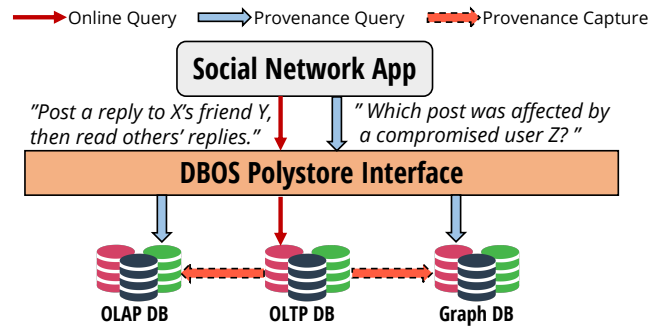 Online Query
Provenance Query
Provenance Capture
Social Network App
”Post a reply to X’s friend Y,
then read others’ replies.”
” Which post was affected by
a compromised user Z? ”
DBOS Polystore Interface
OLAP DB
OLTP DB
Graph DB